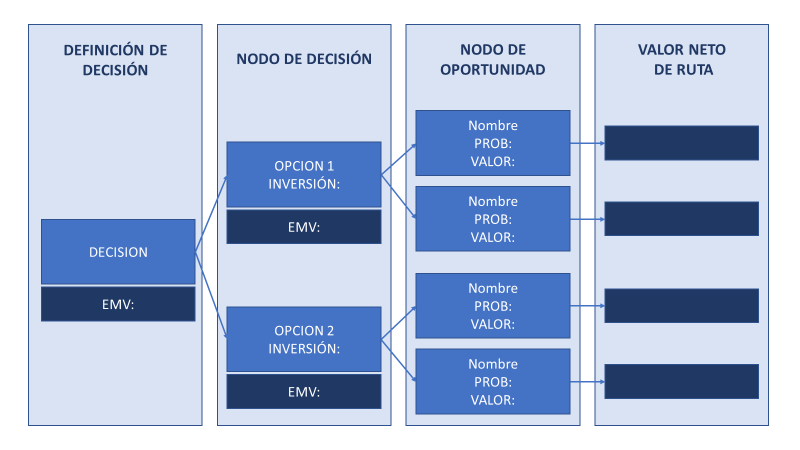 DEFINICIÓN DE
DECISIÓN
NODO DE DECISIÓN
NODO DE
OPORTUNIDAD
VALOR NETO
DE RUTA
DECISION
EMV:
OPCION 1
INVERSIÓN:
EMV:
OPCION 2
INVERSIÓN:
EMV:
Nombre
PROB:
VALOR:
Nombre
PROB:
VALOR:
Nombre
PROB:
VALOR:
Nombre
PROB:
VALOR: